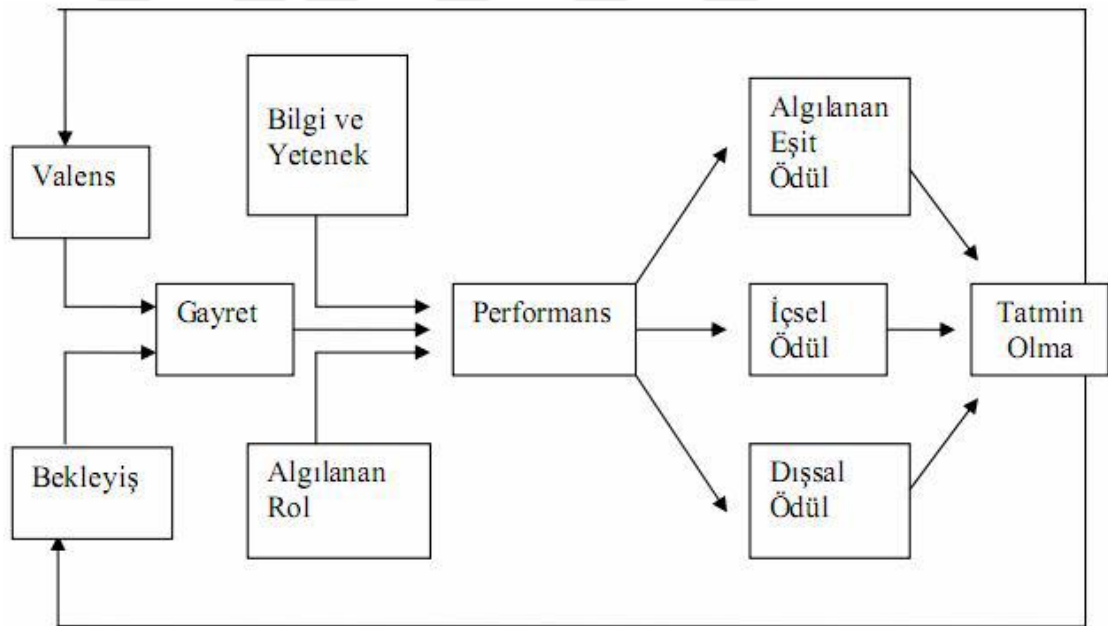 Valens
Bekleyiş
Gayret
Bilgi ve
Yetenek
Algılanan
Rol
Performans
Algılanan
Eşit
Ödül
İçsel
Ödül
Dışsal
Ödül
Tatmin
Olma